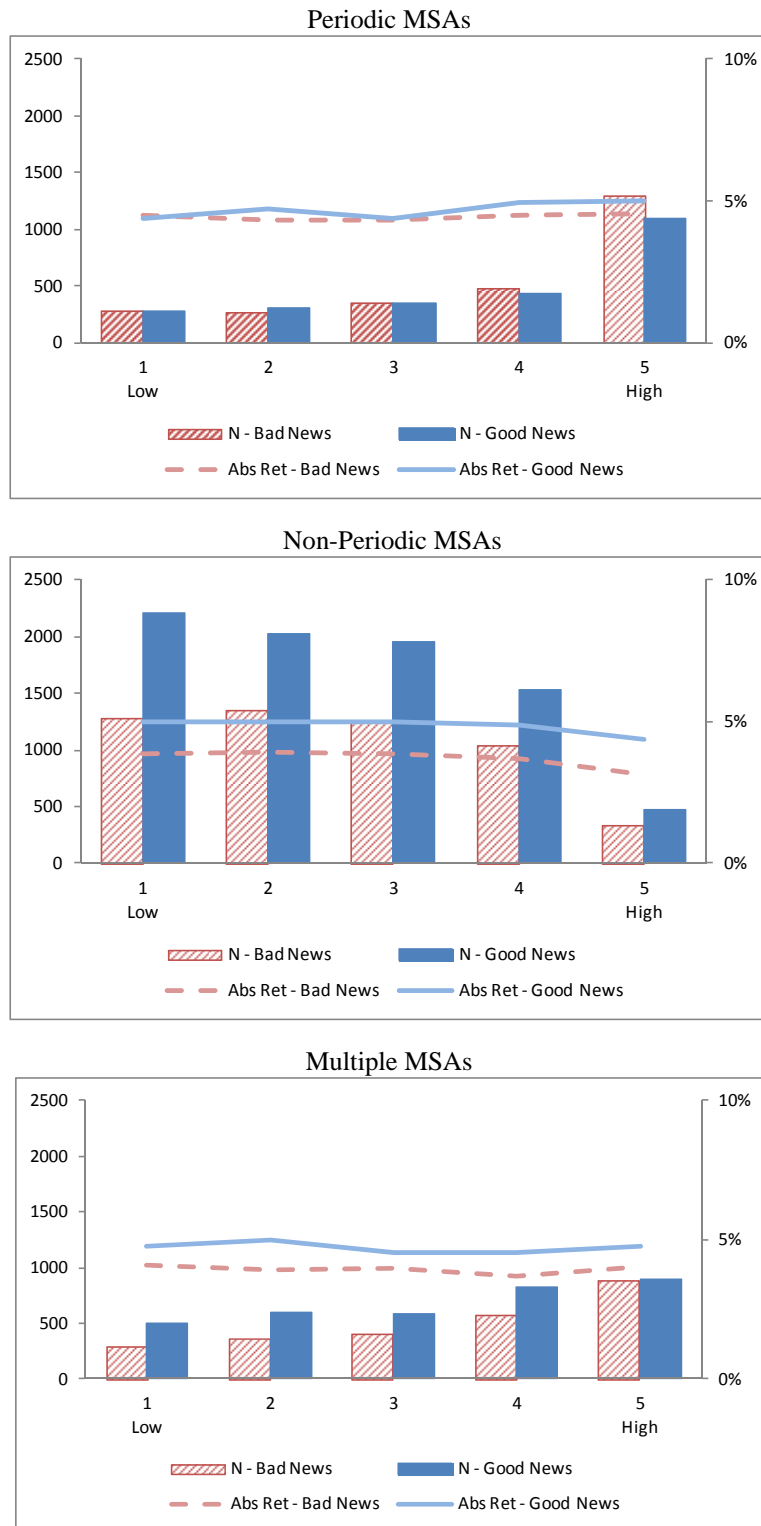 Periodic MSAs
2500 10%
2000
1500
1000 5%
500
0 0%
1 2 3 4 5
Low High
N - Bad News N - Good News
Abs Ret - Bad News Abs Ret - Good News
Non-Periodic MSAs
2500 10%
2000
1500
1000 5%
500
0 0%
1 2 3 4 5
Low High
N - Bad News N - Good News
Abs Ret - Bad News Abs Ret - Good News
Multiple MSAs
2500 10%
2000
1500
1000 5%
500
0 0%
1 2 3 4 5
Low High
N - Bad News N - Good News
Abs Ret - Bad News Abs Ret - Good News